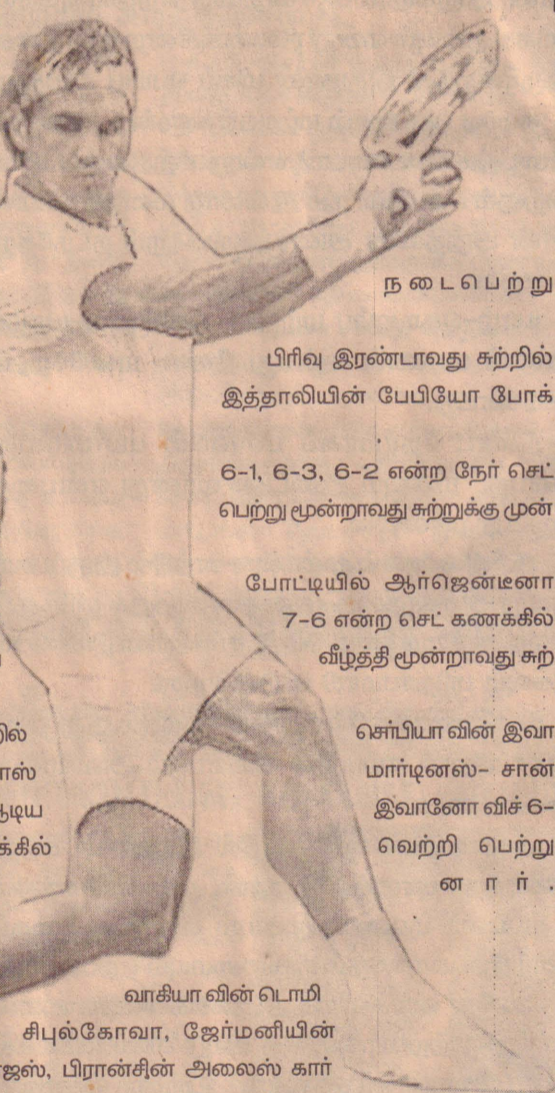 நடைபெற்று
பிரிவு இரண்டாவது சுற்றில்
இத்தாலியின் பேபியோ போக்
6-1, 6-3, 6-2 என்ற நேர் செட்
பெற்று மூன்றாவது சுற்றுக்கு முன்
போட்டியில் ஆர்ஜென்டீனா
7-6 என்ற செட் கணக்கில்
வீழ்த்தி மூன்றாவது சுற்
றில்
செர்பியாவின் இவா
ாஸ்
மார்டினஸ்- சான்
ஆடிய
இவானோ விச் 6-
க்கில்
வெற்றி பெற்று
னார்.
வாகியாவின் டொமி
சிபுல்கோவா, ஜேர்மனியின்
ஜஸ், பிரான்சின் அலைஸ் கார்